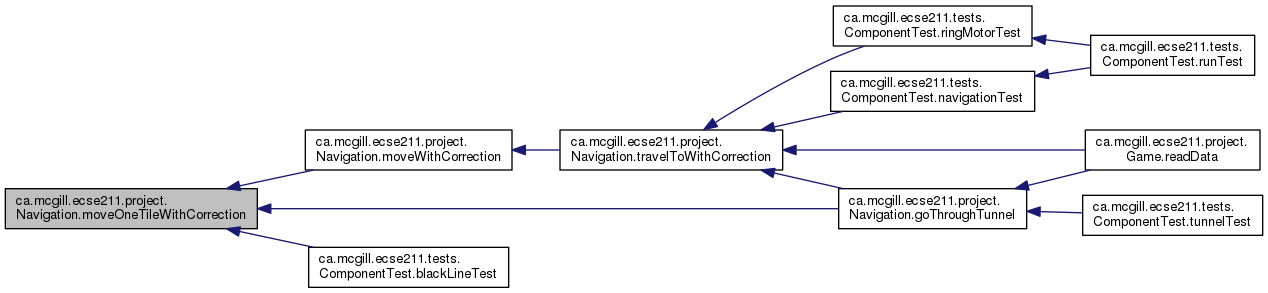 ca.mcgill.ecse211.project.
Navigation.moveOneTileWithCorrection
ca.mcgill.ecse211.project.
Navigation.moveWithCorrection
ca.mcgill.ecse211.tests.
ComponentTest.blackLineTest
ca.mcgill.ecse211.project.
Navigation.travelToWithCorrection
ca.mcgill.ecse211.tests.
ComponentTest.ringMotorTest
ca.mcgill.ecse211.tests.
ComponentTest.navigationTest
ca.mcgill.ecse211.project.
Navigation.goThroughTunnel
ca.mcgill.ecse211.tests.
ComponentTest.runTest
ca.mcgill.ecse211.project.
Game.readData
ca.mcgill.ecse211.tests.
ComponentTest.tunnelTest